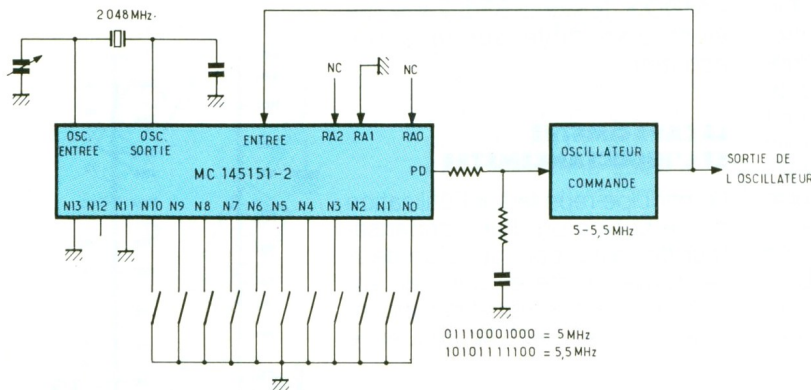 2 048 MHz
NC
NC
OSC. ENTREE
OSC. SORTIE
ENTREE
RA2
RA1
RA0
MC 145151-2
PD
N13 N12 N11 N10 N9 N8 N7 N6 N5 N4 N3 N2 N1 N0
OSCILLATEUR
COMMANDE
5-5,5 MHz
SORTIE DE
L OSCILLATEUR
01110001000 = 5 MHz
10101111100 = 5,5 MHz